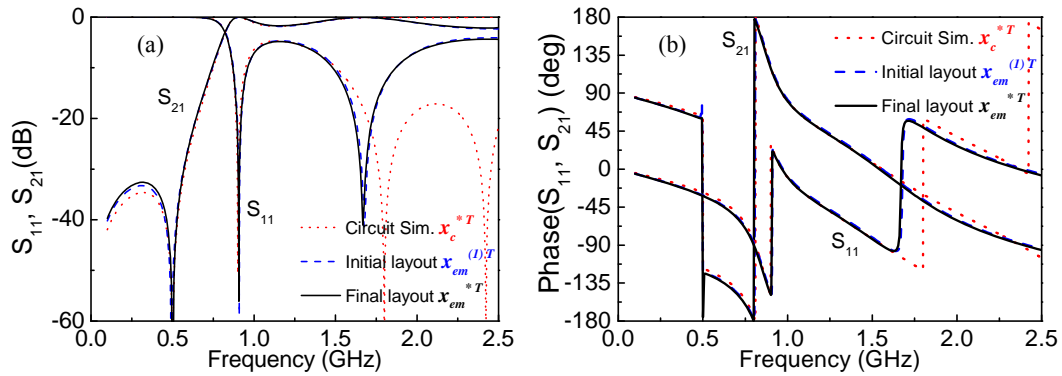 (a)
S21
S11
Circuit Sim. xc*T
Initial layout xem(1) T
Final layout xem*T
S11, S21(dB)
0
-20
-40
-60
0.0 0.5 1.0 1.5 2.0 2.5
Frequency (GHz)
(b)
S21
S11
Circuit Sim. xc*T
Initial layout xem(1) T
Final layout xem*T
Phase(S11, S21) (deg)
180
135
90
45
0
-45
-90
-135
-180
0.0 0.5 1.0 1.5 2.0 2.5
Frequency (GHz)